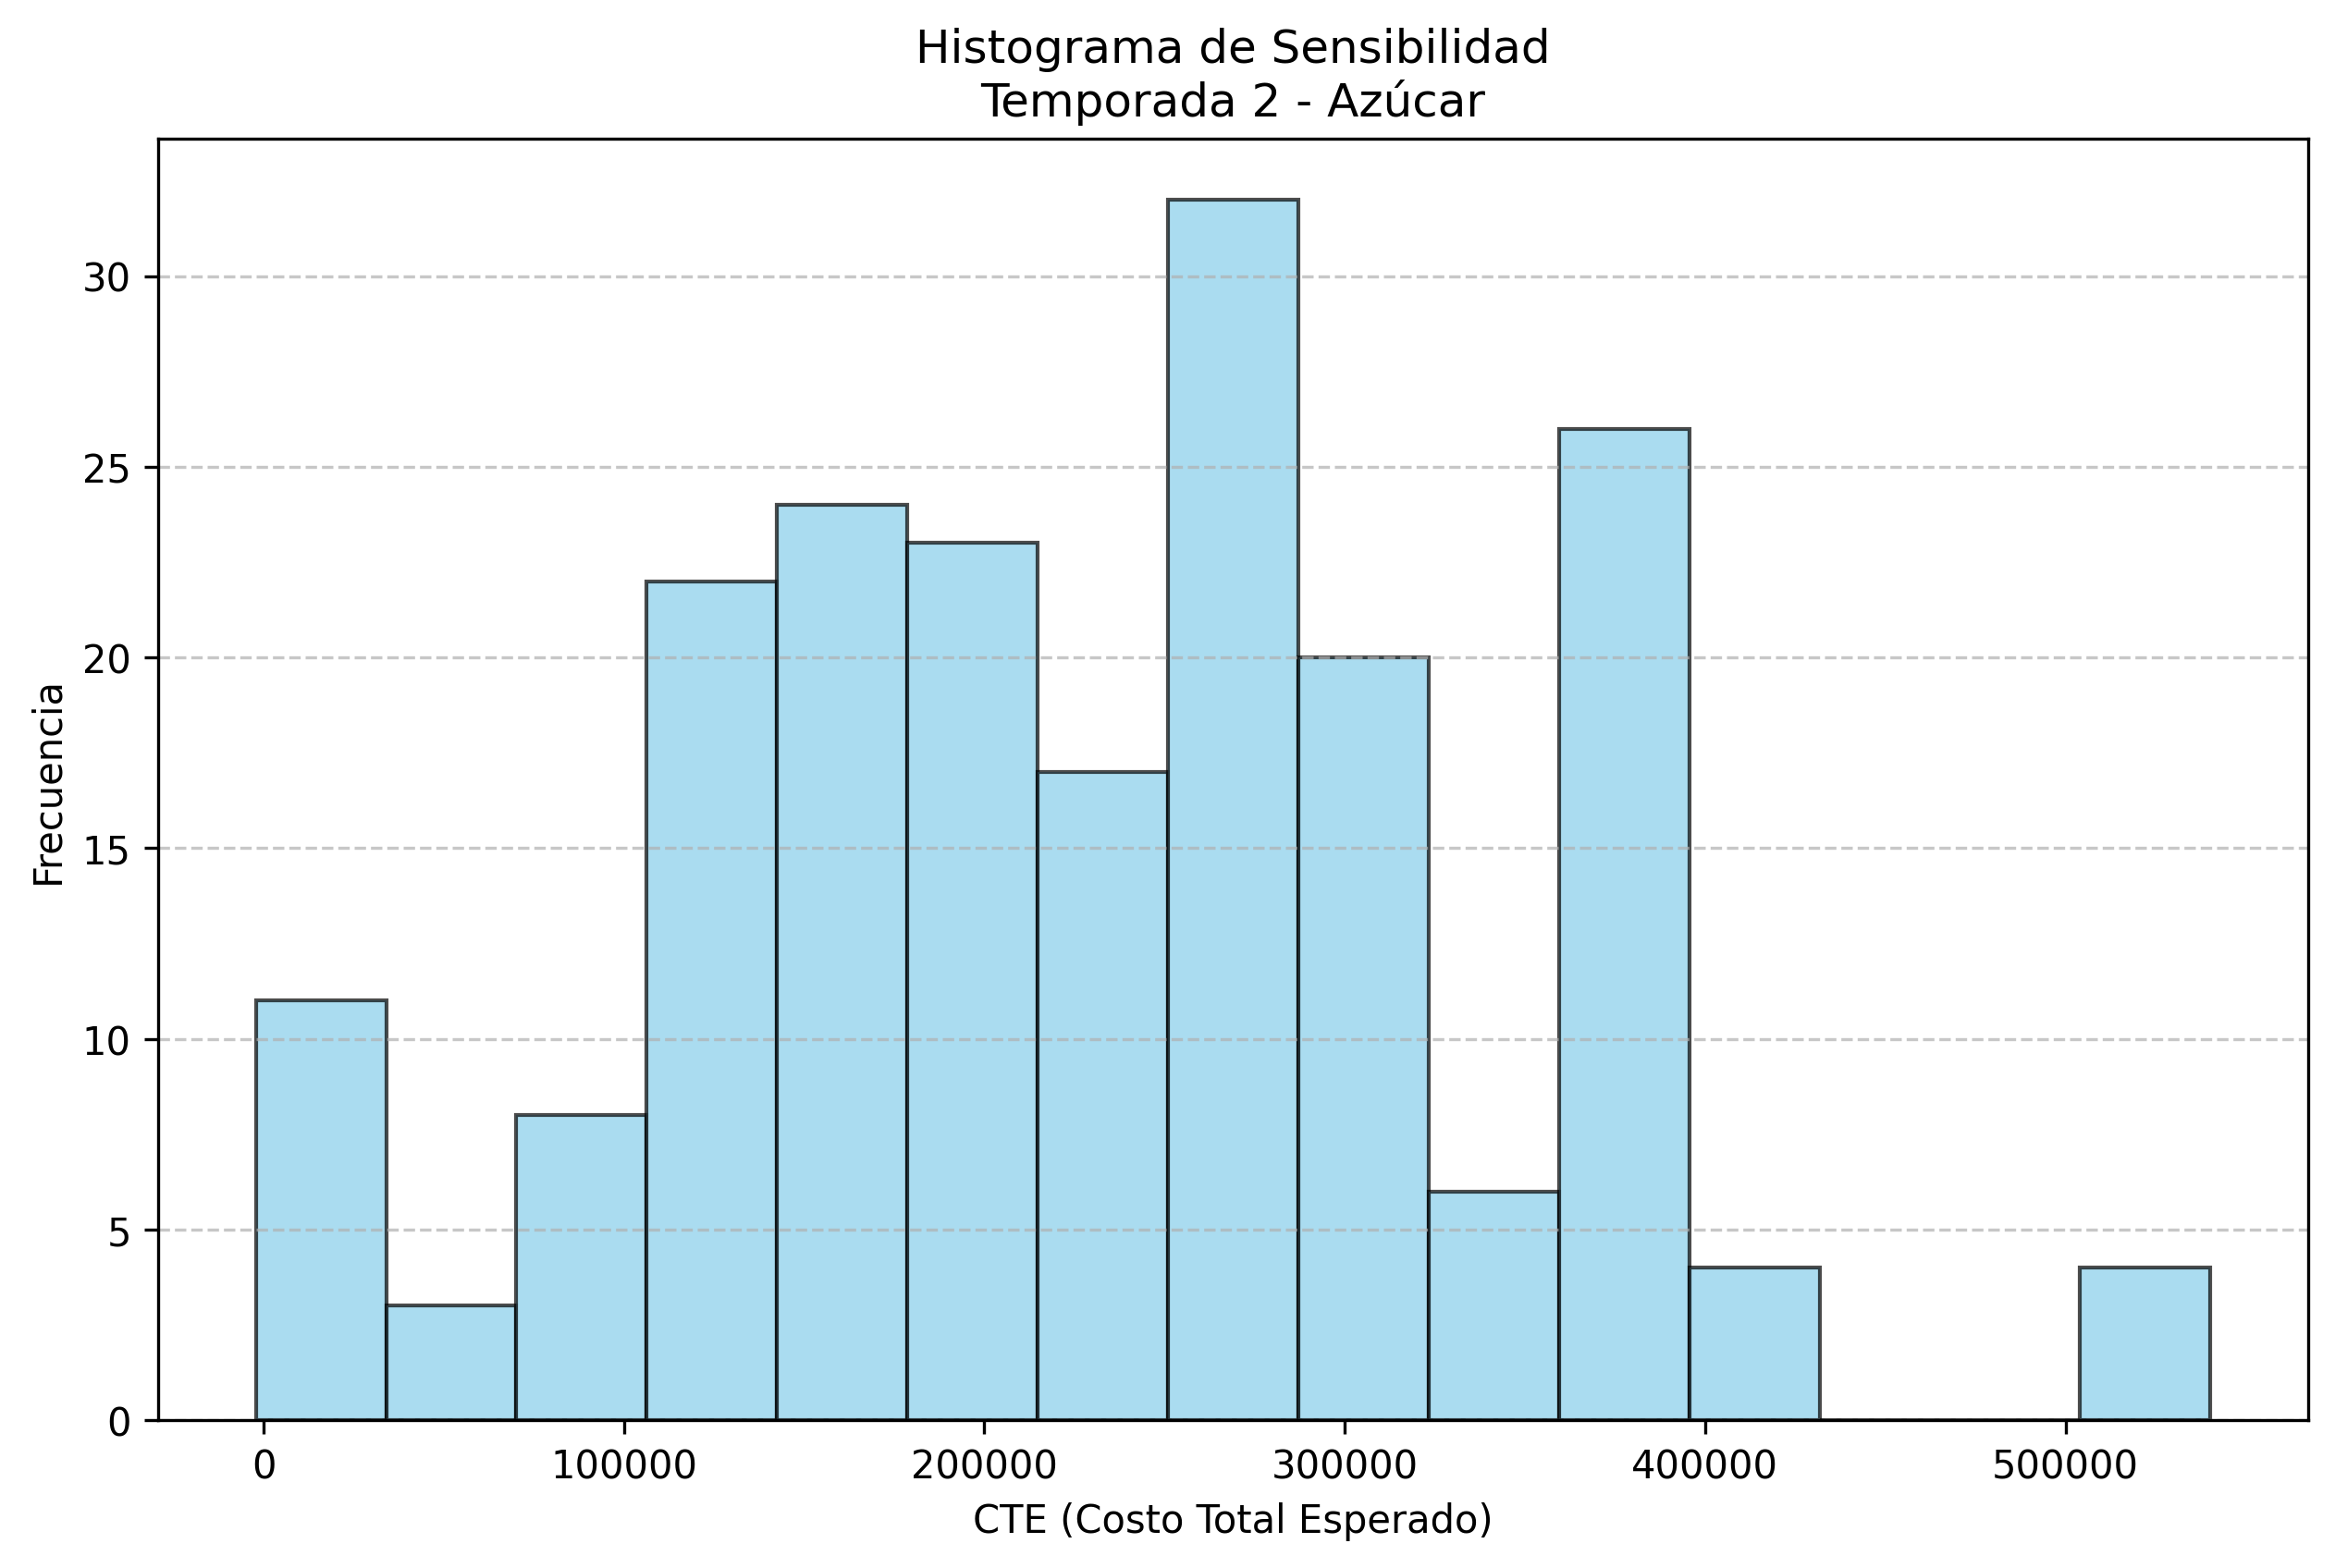 Histograma de Sensibilidad
Temporada 2 - Azúcar
Frecuencia
30
25
20
15
10
5
0
0 100000 200000 300000 400000 500000
CTE (Costo Total Esperado)